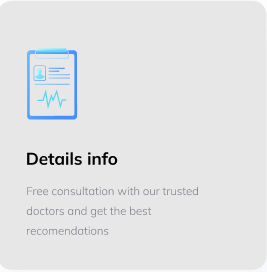 Details info
Free consultation with our trusted
doctors and get the best
recomendations